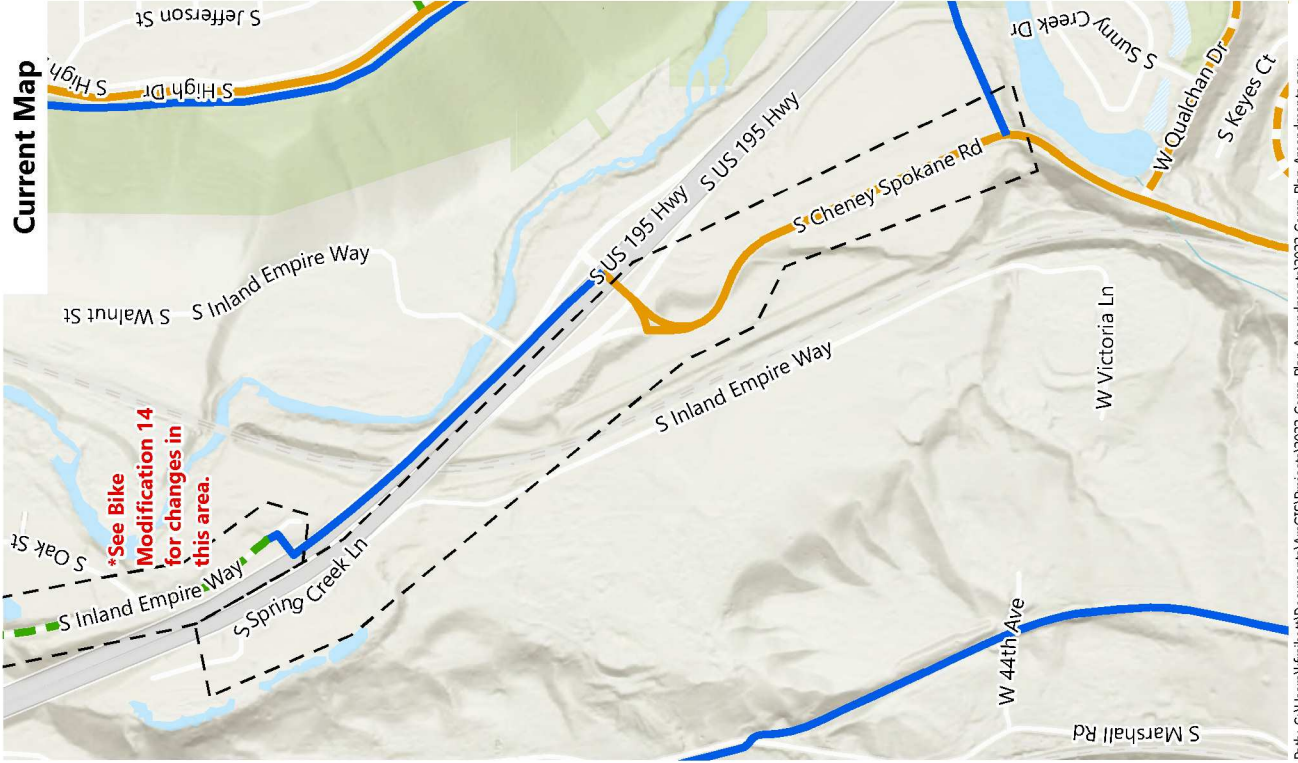 Current Map
S Jefferson St
S High Dr
S High
S Walnut St
S Inland Empire Way
S US 195 Hwy
S US 195 Hwy
S Cheney Spokane Rd
S Sunny Creek Dr
W Qualchan Dr
S Keyes Ct
*See Bike
Modification 14
for changes in
this area.
S Oak St
S Inland Empire Way
S Spring Creek Ln
S Inland Empire Way
W Victoria Ln
W 44th Ave
S Marshall Rd